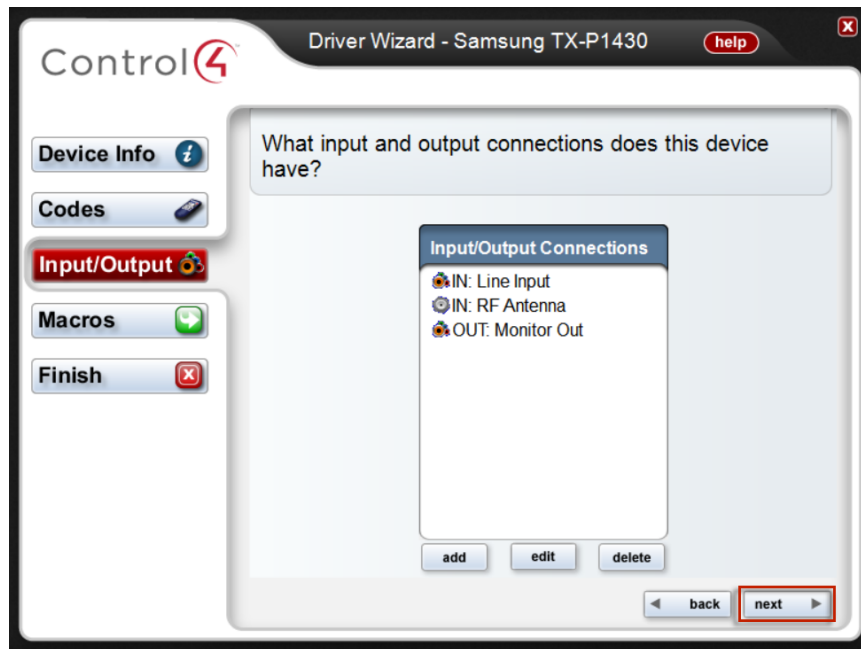 Control4
Driver Wizard - Samsung TX-P1430
help
X
Device Info i
Codes
Input/Output
Macros
Finish
What input and output connections does this device
have?
Input/Output Connections
IN: Line Input
IN: RF Antenna
OUT: Monitor Out
add edit delete
back next